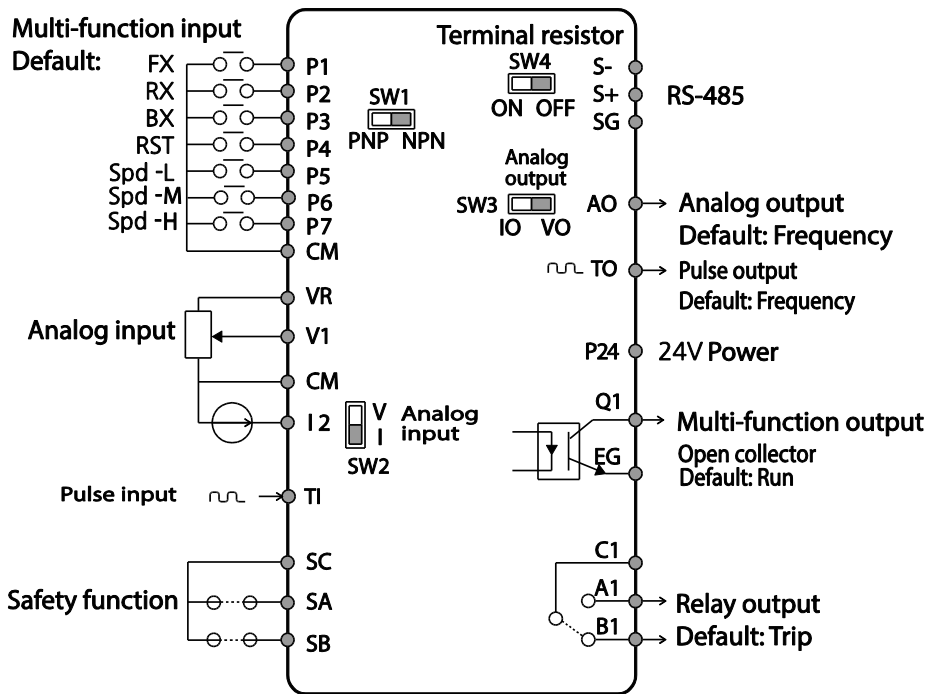 Multi-function input
Default:
FX
RX
BX
RST
Spd -L
Spd -M
Spd -H
P1
P2
P3
P4
P5
P6
P7
CM
SW1
PNP NPN
Terminal resistor
SW4
ON OFF
S-
S+
SG
RS-485
Analog
output
SW3
IO VO
AO
Analog output
Default: Frequency
TO
Pulse output
Default: Frequency
Analog input
VR
V1
CM
I 2
V
I
SW2
Analog
input
P24
24V Power
Q1
EG
Multi-function output
Open collector
Default: Run
Pulse input
TI
Safety function
SC
SA
SB
C1
A1
B1
Relay output
Default: Trip